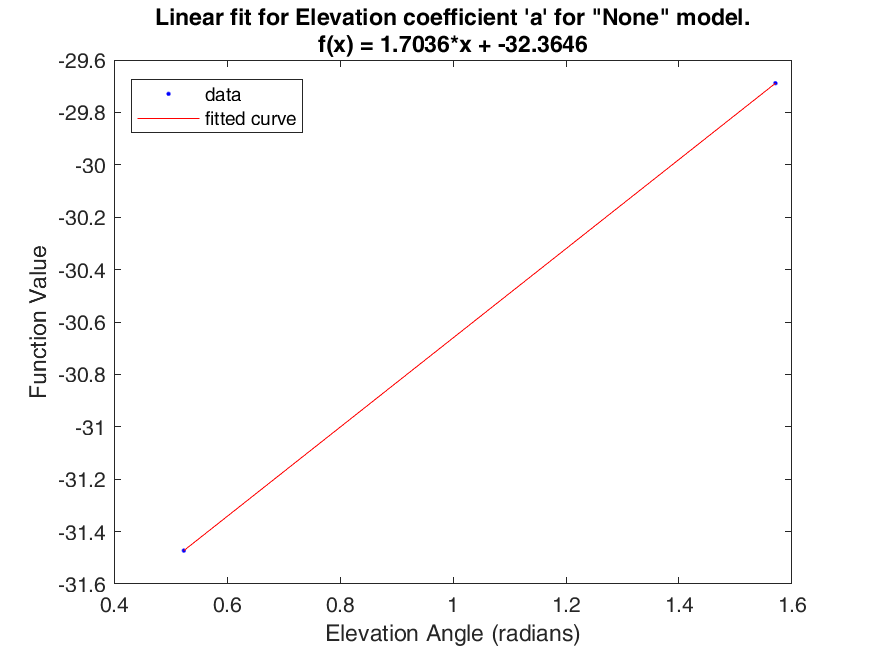 Linear fit for Elevation coefficient 'a' for "None" model.
f(x) = 1.7036*x + -32.3646
-29.6
-29.8
-30
-30.2
-30.4
-30.6
-30.8
-31
-31.2
-31.4
-31.6
Function Value
data
fitted curve
0.4 0.6 0.8 1 1.2 1.4 1.6
Elevation Angle (radians)